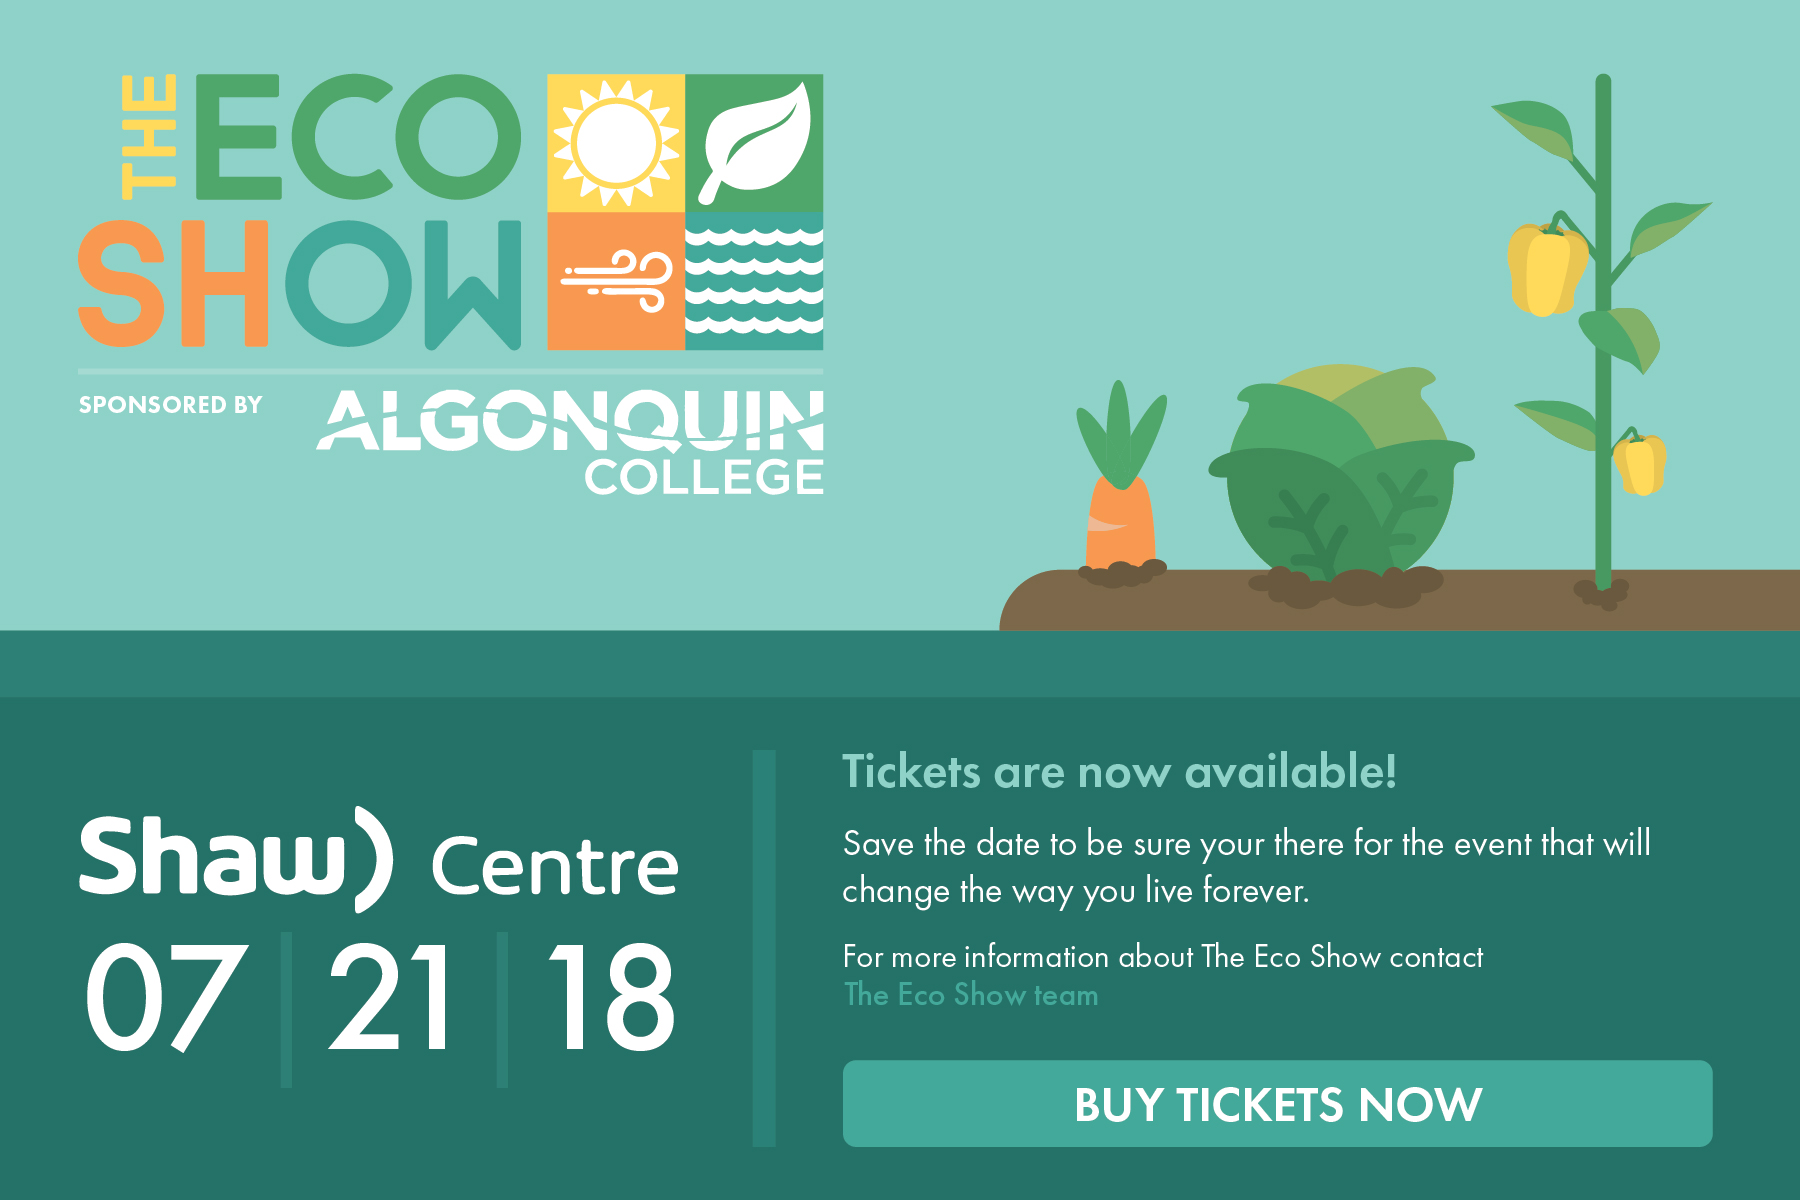 THE ECO
SHOW
SPONSORED BY
ALGONQUIN
COLLEGE
Shaw) Centre
07 21 18
Tickets are now available!
Save the date to be sure your there for the event that will
change the way you live forever.
For more information about The Eco Show contact
The Eco Show team
BUY TICKETS NOW